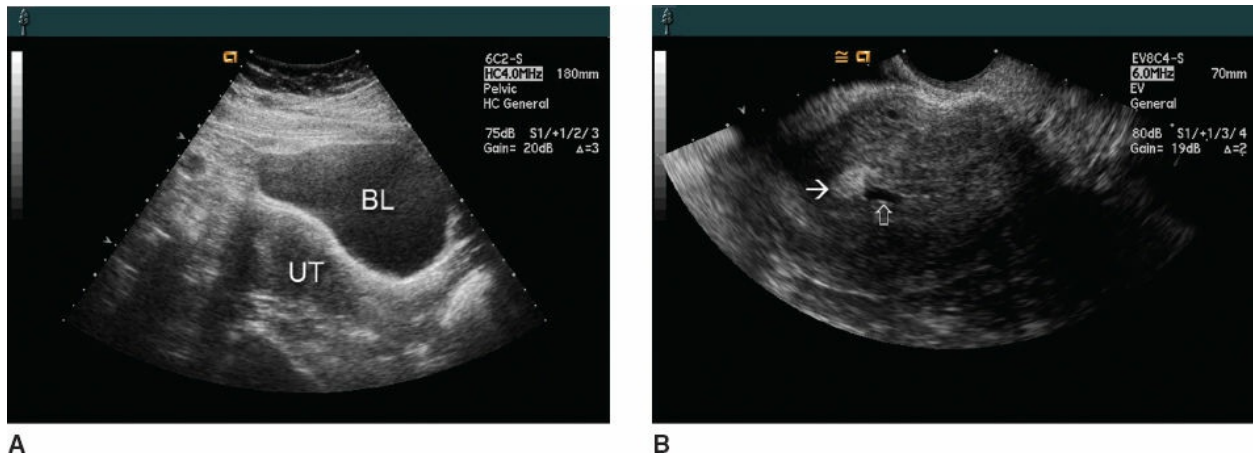 6C2-S
HC4.0MHz 180mm
Pelvic
HC General
75dB S1/+1/2/3
Gain= 20dB Δ=3
BL
UT
A
EV8C4-S
6.0MHz 70mm
EV
General
80dB S1/+1/3/4
Gain= 19dB Δ=2
B